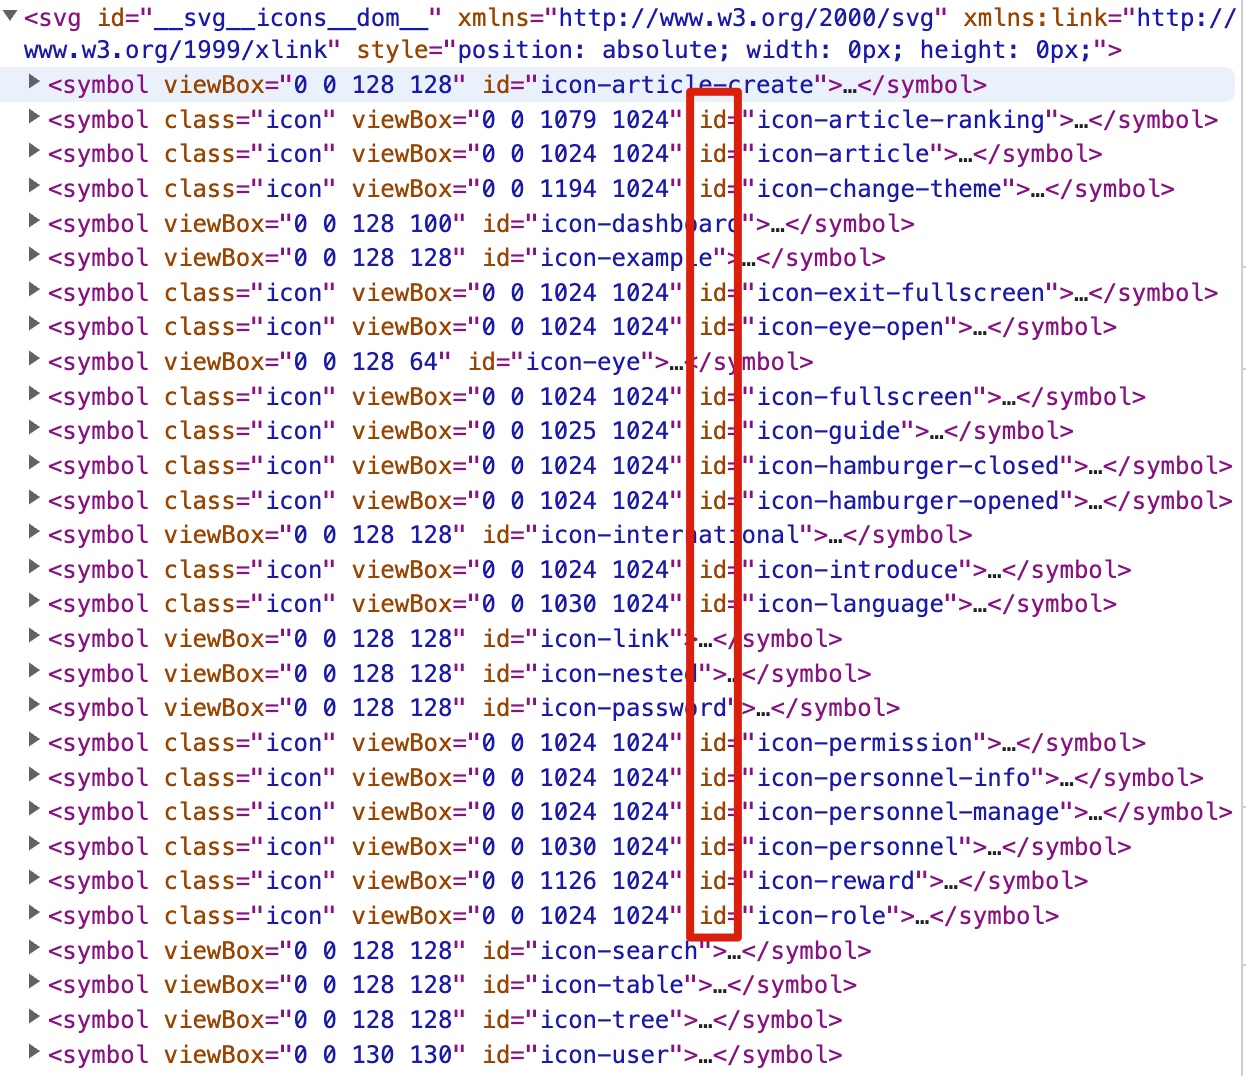 ▼<svg id="__svg__icons__dom__" xmlns="http://www.w3.org/2000/svg" xmlns:link="http://
www.w3.org/1999/xlink" style="position: absolute; width: 0px; height: 0px;">
▶<symbol viewBox="0 0 128 128" id="icon-article-create">…</symbol>
▶<symbol class="icon" viewBox="0 0 1079 1024" id="icon-article-ranking">…</symbol>
▶<symbol class="icon" viewBox="0 0 1024 1024" id="icon-article">…</symbol>
▶<symbol class="icon" viewBox="0 0 1194 1024" id="icon-change-theme">…</symbol>
▶<symbol viewBox="0 0 128 100" id="icon-dashboard">…</symbol>
▶<symbol viewBox="0 0 128 128" id="icon-example">…</symbol>
▶<symbol class="icon" viewBox="0 0 1024 1024" id="icon-exit-fullscreen">…</symbol>
▶<symbol class="icon" viewBox="0 0 1024 1024" id="icon-eye-open">…</symbol>
▶<symbol viewBox="0 0 128 64" id="icon-eye">…</symbol>
▶<symbol class="icon" viewBox="0 0 1024 1024" id="icon-fullscreen">…</symbol>
▶<symbol class="icon" viewBox="0 0 1025 1024" id="icon-guide">…</symbol>
▶<symbol class="icon" viewBox="0 0 1024 1024" id="icon-hamburger-closed">…</symbol>
▶<symbol class="icon" viewBox="0 0 1024 1024" id="icon-hamburger-opened">…</symbol>
▶<symbol viewBox="0 0 128 128" id="icon-international">…</symbol>
▶<symbol class="icon" viewBox="0 0 1024 1024" id="icon-introduce">…</symbol>
▶<symbol class="icon" viewBox="0 0 1030 1024" id="icon-language">…</symbol>
▶<symbol viewBox="0 0 128 128" id="icon-link">…</symbol>
▶<symbol viewBox="0 0 128 128" id="icon-nested">…</symbol>
▶<symbol viewBox="0 0 128 128" id="icon-password">…</symbol>
▶<symbol class="icon" viewBox="0 0 1024 1024" id="icon-permission">…</symbol>
▶<symbol class="icon" viewBox="0 0 1024 1024" id="icon-personnel-info">…</symbol>
▶<symbol class="icon" viewBox="0 0 1024 1024" id="icon-personnel-manage">…</symbol>
▶<symbol class="icon" viewBox="0 0 1030 1024" id="icon-personnel">…</symbol>
▶<symbol class="icon" viewBox="0 0 1126 1024" id="icon-reward">…</symbol>
▶<symbol class="icon" viewBox="0 0 1024 1024" id="icon-role">…</symbol>
▶<symbol viewBox="0 0 128 128" id="icon-search">…</symbol>
▶<symbol viewBox="0 0 128 128" id="icon-table">…</symbol>
▶<symbol viewBox="0 0 128 128" id="icon-tree">…</symbol>
▶<symbol viewBox="0 0 130 130" id="icon-user">…</symbol>